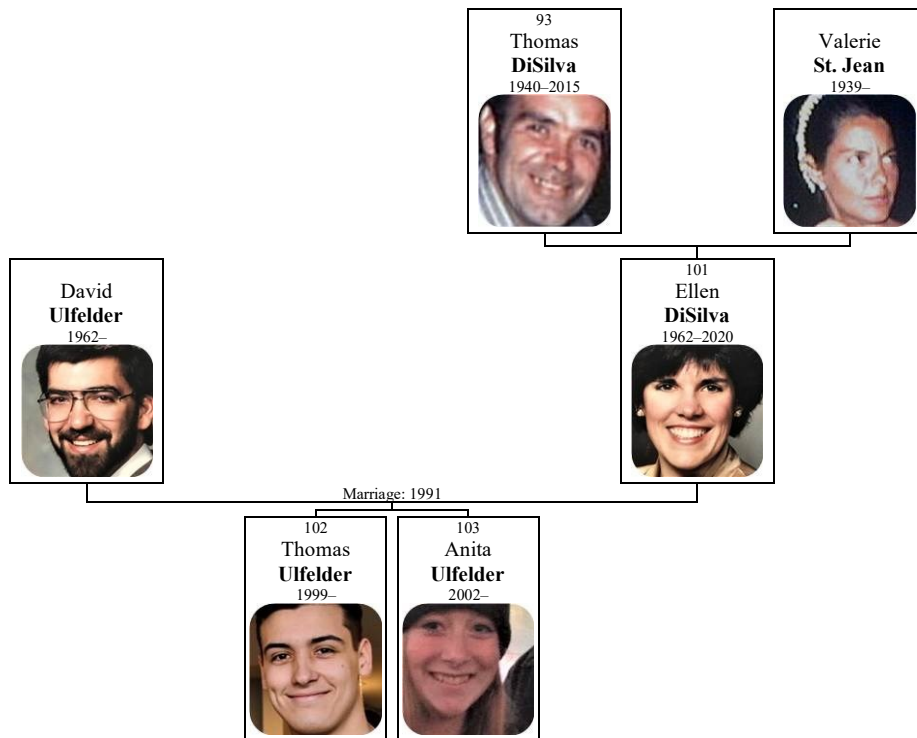 93
Thomas
DiSilva
1940–2015
Valerie
St. Jean
1939–
David
Ulfelder
1962–
101
Ellen
DiSilva
1962–2020
Marriage: 1991
102
Thomas
Ulfelder
1999–
103
Anita
Ulfelder
2002–